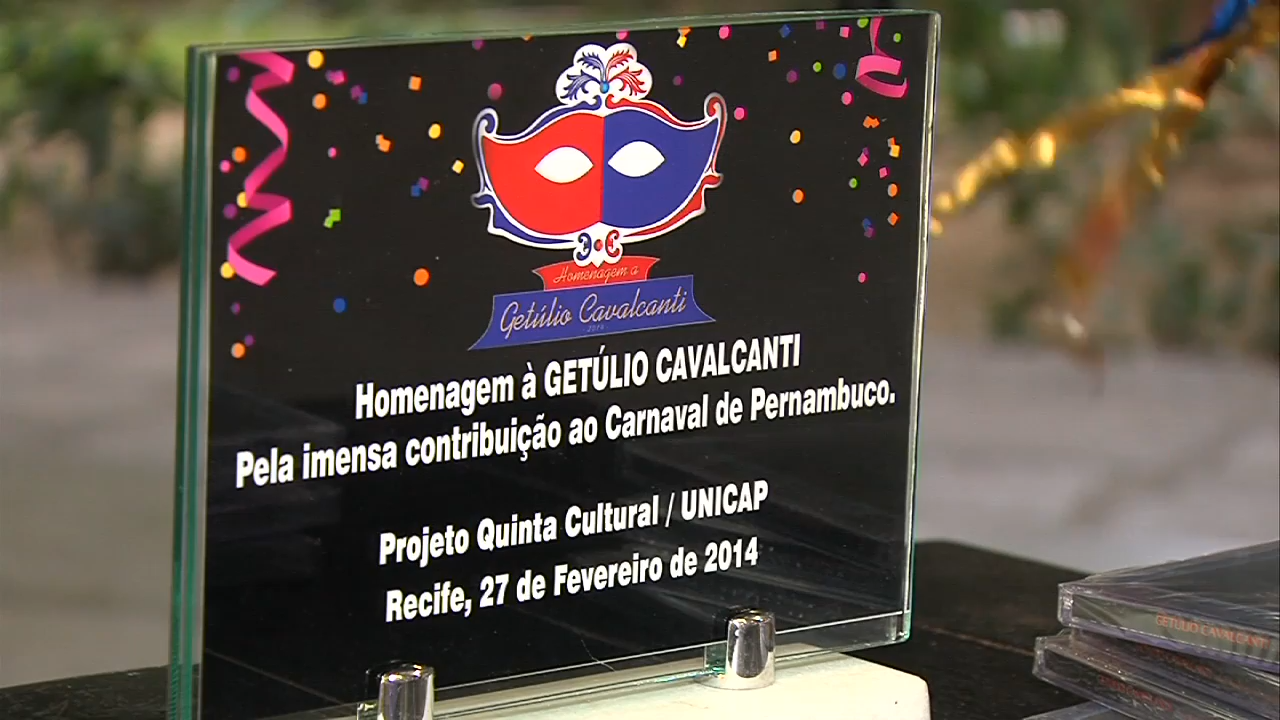 Homenagem a
Getúlio Cavalcanti
Homenagem à GETÚLIO CAVALCANTI
Pela imensa contribuição ao Carnaval de Pernambuco.
Projeto Quinta Cultural / UNICAP
Recife, 27 de Fevereiro de 2014
GETÚLIO CAVALCANTI